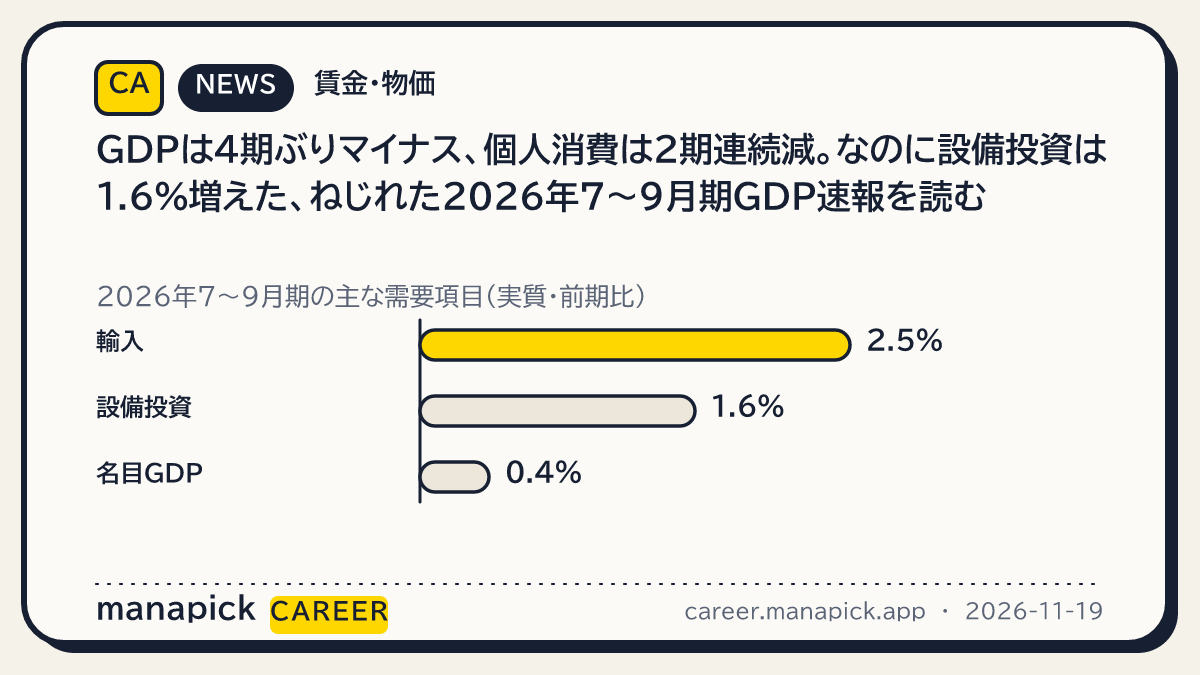 CA NEWS 賃金・物価
GDPは4期ぶりマイナス、個人消費は2期連続減。なのに設備投資は
1.6%増えた、ねじれた2026年7〜9月期GDP速報を読む
2026年7〜9月期の主な需要項目（実質・前期比）
輸入 2.5%
設備投資 1.6%
名目GDP 0.4%
manapick CAREER career.manapick.app ・ 2026-11-19